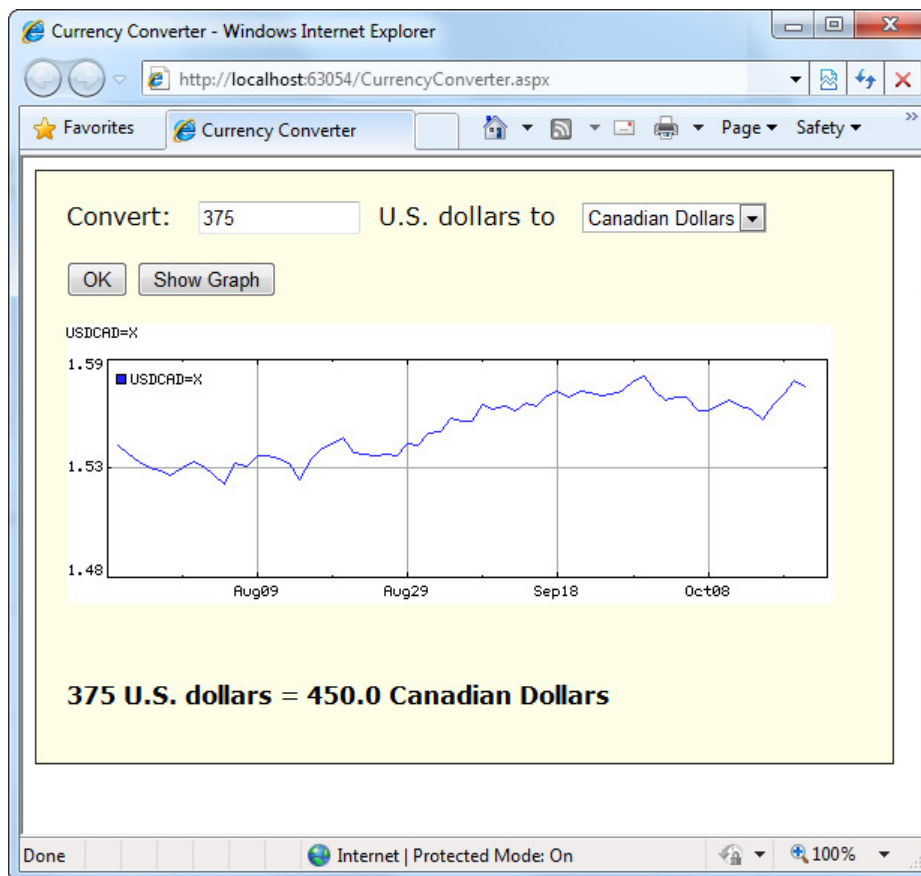 Currency Converter - Windows Internet Explorer
http://localhost:63054/CurrencyConverter.aspx
Favorites Currency Converter Page Safety »
Convert: 375 U.S. dollars to Canadian Dollars
OK Show Graph
USDCAD=X
1.59
USDCAD=X
1.53
1.48
Aug09 Aug29 Sep18 Oct08
375 U.S. dollars = 450.0 Canadian Dollars
Done Internet | Protected Mode: On 100%